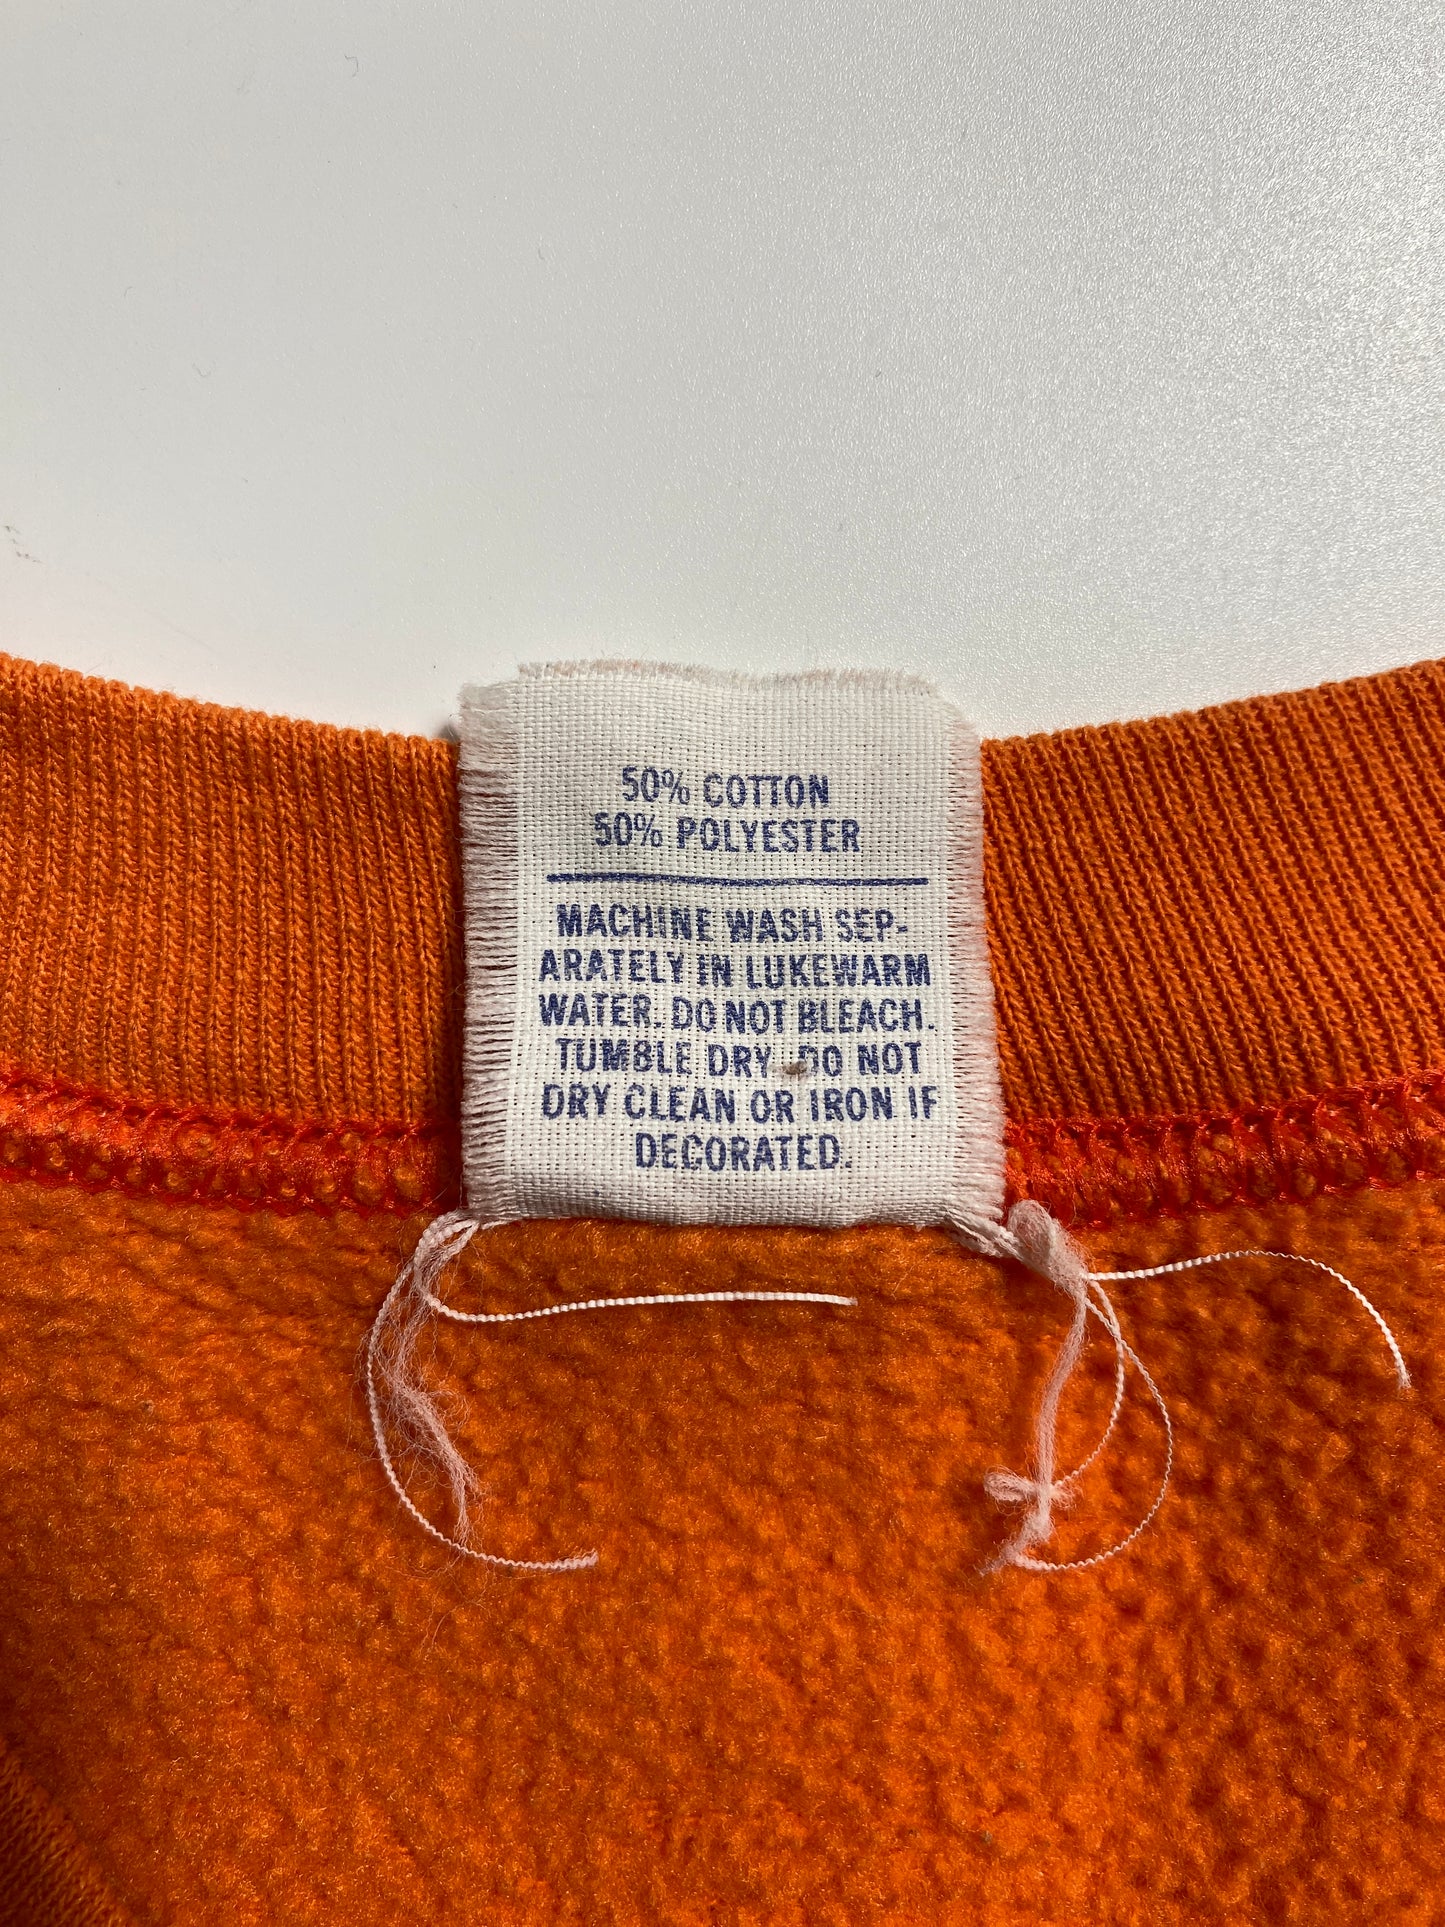 50% COTTON
50% POLYESTER
MACHINE WASH SEP-
ARATELY IN LUKEWARM
WATER. DO NOT BLEACH.
TUMBLE DRY. DO NOT
DRY CLEAN OR IRON IF
DECORATED.